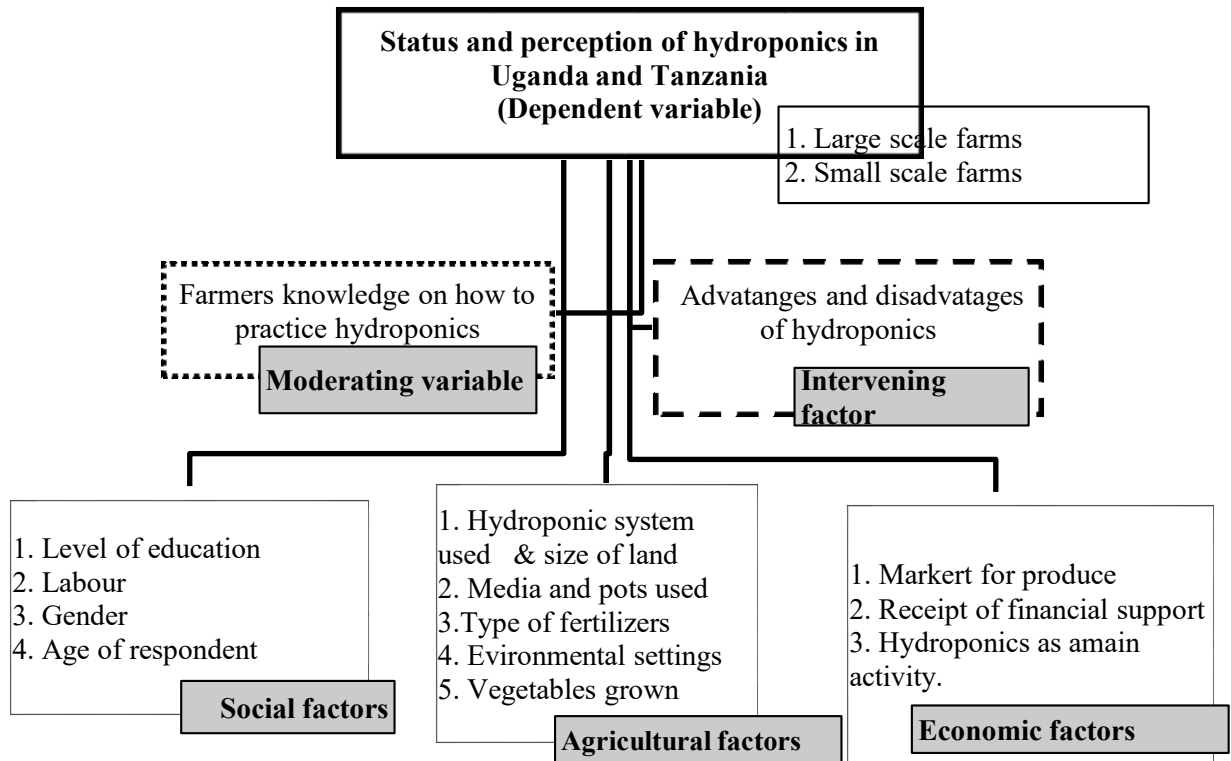 Status and perception of hydroponics in
Uganda and Tanzania
(Dependent variable)
1. Large scale farms
2. Small scale farms
Farmers knowledge on how to
practice hydroponics
Moderating variable
Advatanges and disadvatages
of hydroponics
Intervening
factor
1. Level of education
2. Labour
3. Gender
4. Age of respondent
Social factors
1. Hydroponic system
used & size of land
2. Media and pots used
3.Type of fertilizers
4. Evironmental settings
5. Vegetables grown
Agricultural factors
1. Markert for produce
2. Receipt of financial support
3. Hydroponics as amain
activity.
Economic factors